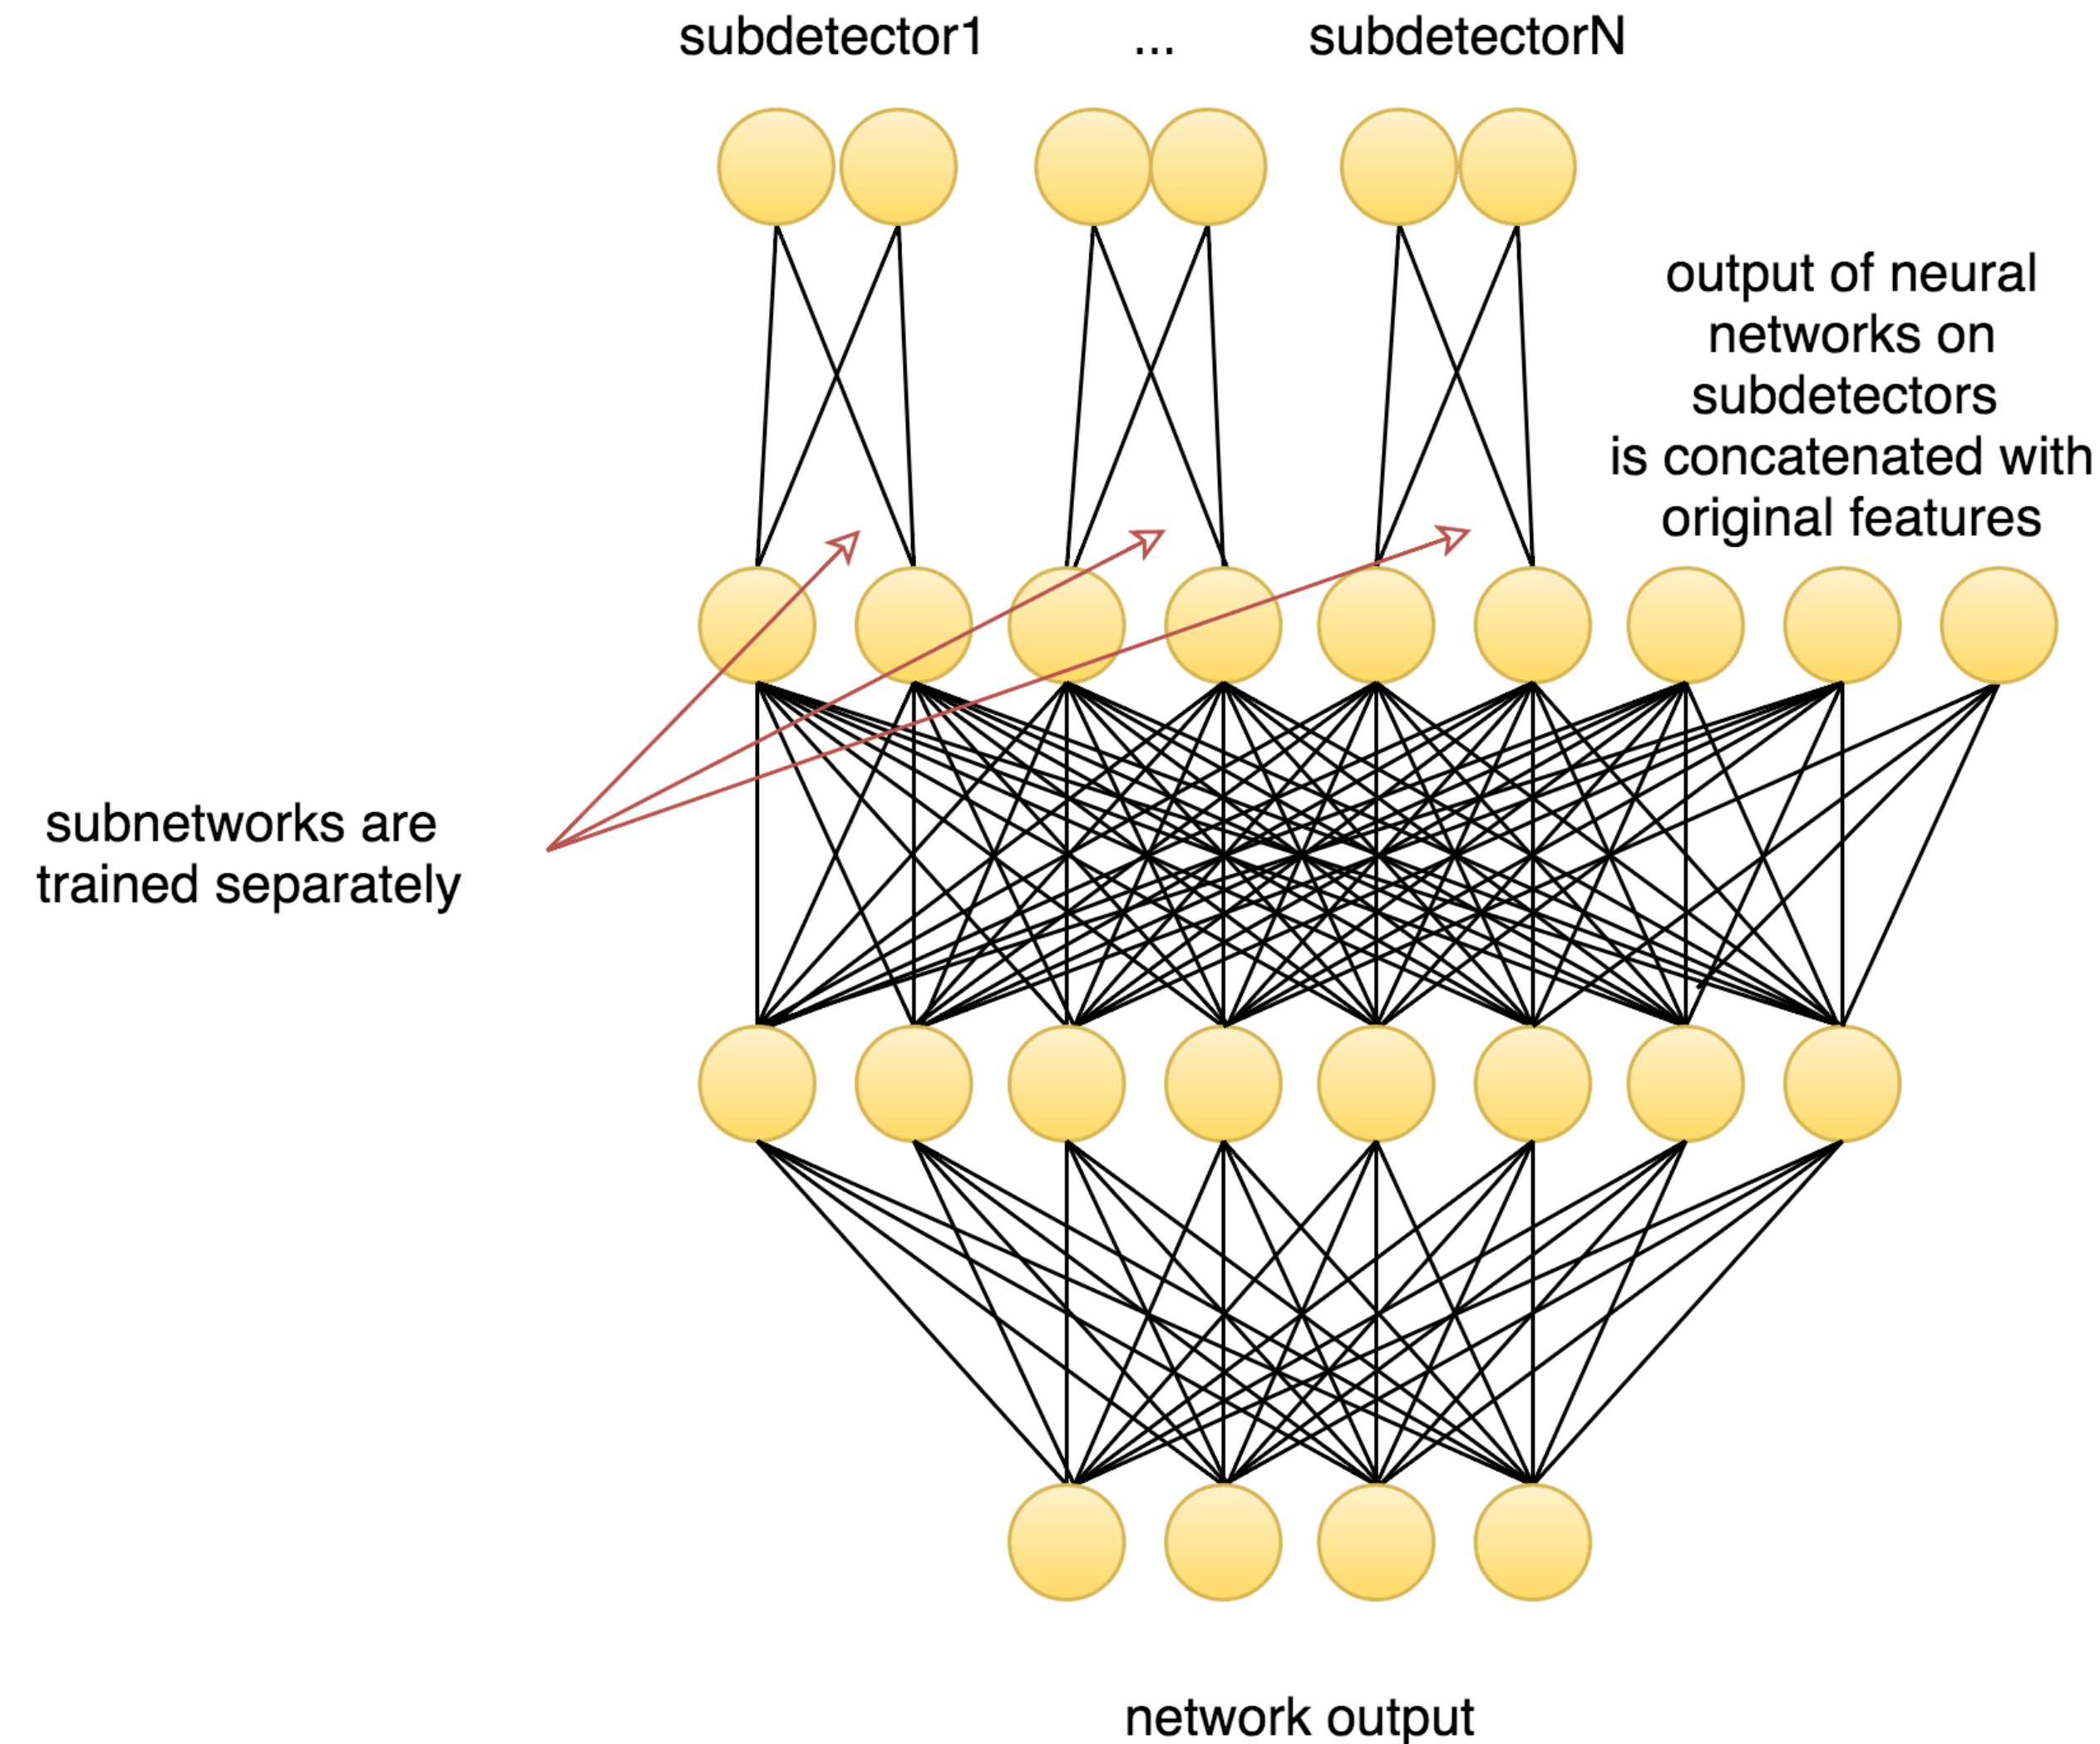 subdetector1 ... subdetectorN
output of neural
networks on
subdetectors
is concatenated with
original features
subnetworks are
trained separately
network output